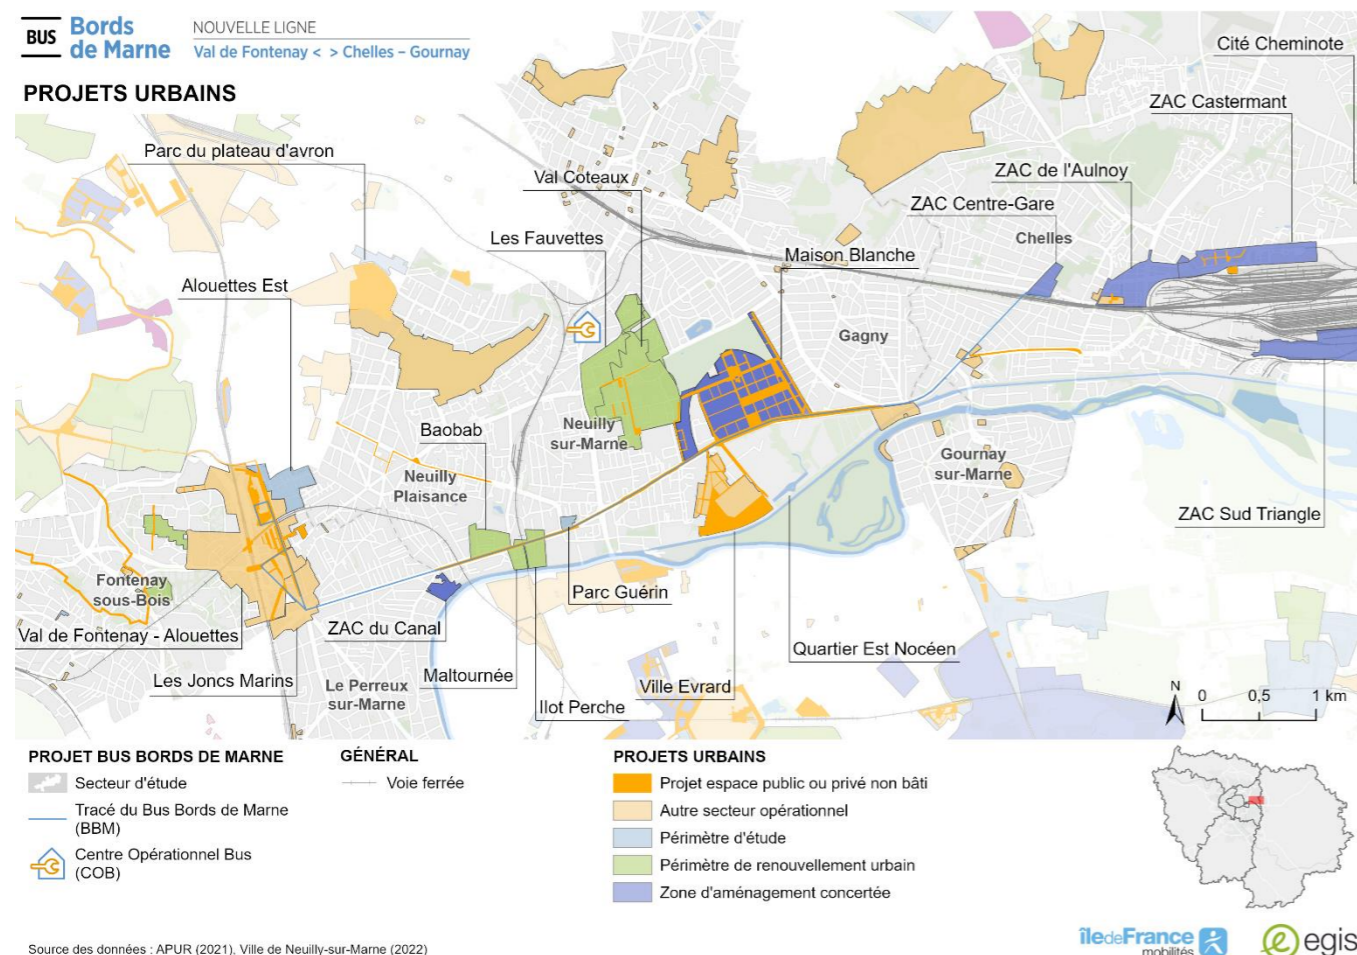 BUS
Bords
de Marne
NOUVELLE LIGNE
Val de Fontenay < > Chelles – Gournay
PROJETS URBAINS
Cité Cheminote
ZAC Castermant
Parc du plateau d'avron
Val Coteaux
ZAC de l'Aulnoy
ZAC Centre-Gare
Les Fauvettes
Chelles
Maison Blanche
Alouettes Est
Gagny
Baobab
Neuilly
sur-Marne
Neuilly
Plaisance
Gournay
sur-Marne
ZAC Sud Triangle
Fontenay
sous-Bois
Parc Guérin
Val de Fontenay - Alouettes
ZAC du Canal
Quartier Est Nocéen
Les Joncs Marins
Maltournée
Ville Evrard
Le Perreux
sur-Marne
Ilot Perche
N
0 0,5 1 km
PROJET BUS BORDS DE MARNE
Secteur d'étude
Tracé du Bus Bords de Marne
(BBM)
Centre Opérationnel Bus
(COB)
GÉNÉRAL
Voie ferrée
PROJETS URBAINS
Projet espace public ou privé non bâti
Autre secteur opérationnel
Périmètre d'étude
Périmètre de renouvellement urbain
Zone d'aménagement concertée
Source des données : APUR (2021), Ville de Neuilly-sur-Marne (2022)
îledeFrance
mobilités
egis